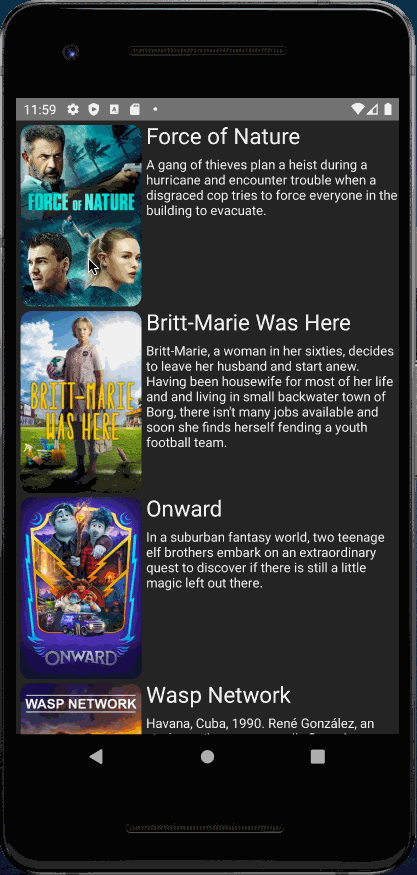 11:59
FORCE OF NATURE
Force of Nature
A gang of thieves plan a heist during a
hurricane and encounter trouble when a
disgraced cop tries to force everyone in the
building to evacuate.
BRITT-MARIE
WAS HERE
Britt-Marie Was Here
Britt-Marie, a woman in her sixties, decides
to leave her husband and start anew.
Having been housewife for most of her life
and and living in small backwater town of
Borg, there isn't many jobs available and
soon she finds herself fending a youth
football team.
ONWARD
Onward
In a suburban fantasy world, two teenage
elf brothers embark on an extraordinary
quest to discover if there is still a little
magic left out there.
WASP NETWORK
Wasp Network
Havana, Cuba, 1990. René González, an